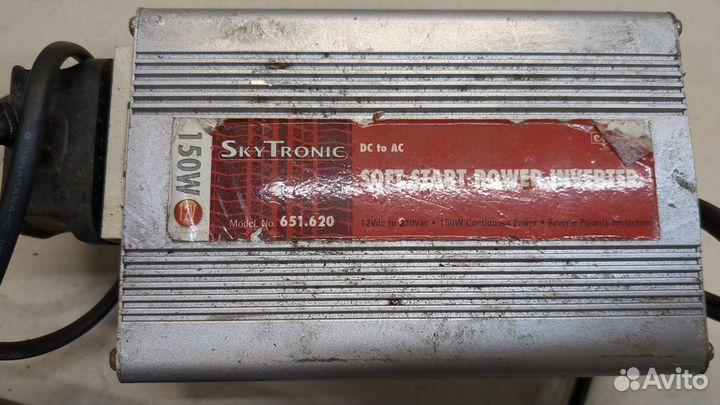 150W
12V
SKYTRONIC
DC to AC
SOFT START POWER INVERTER
Model. No. 651.620
12Vdc to 230Vac • 150W Continuous Power • Reverse Polarity Protection
Avito